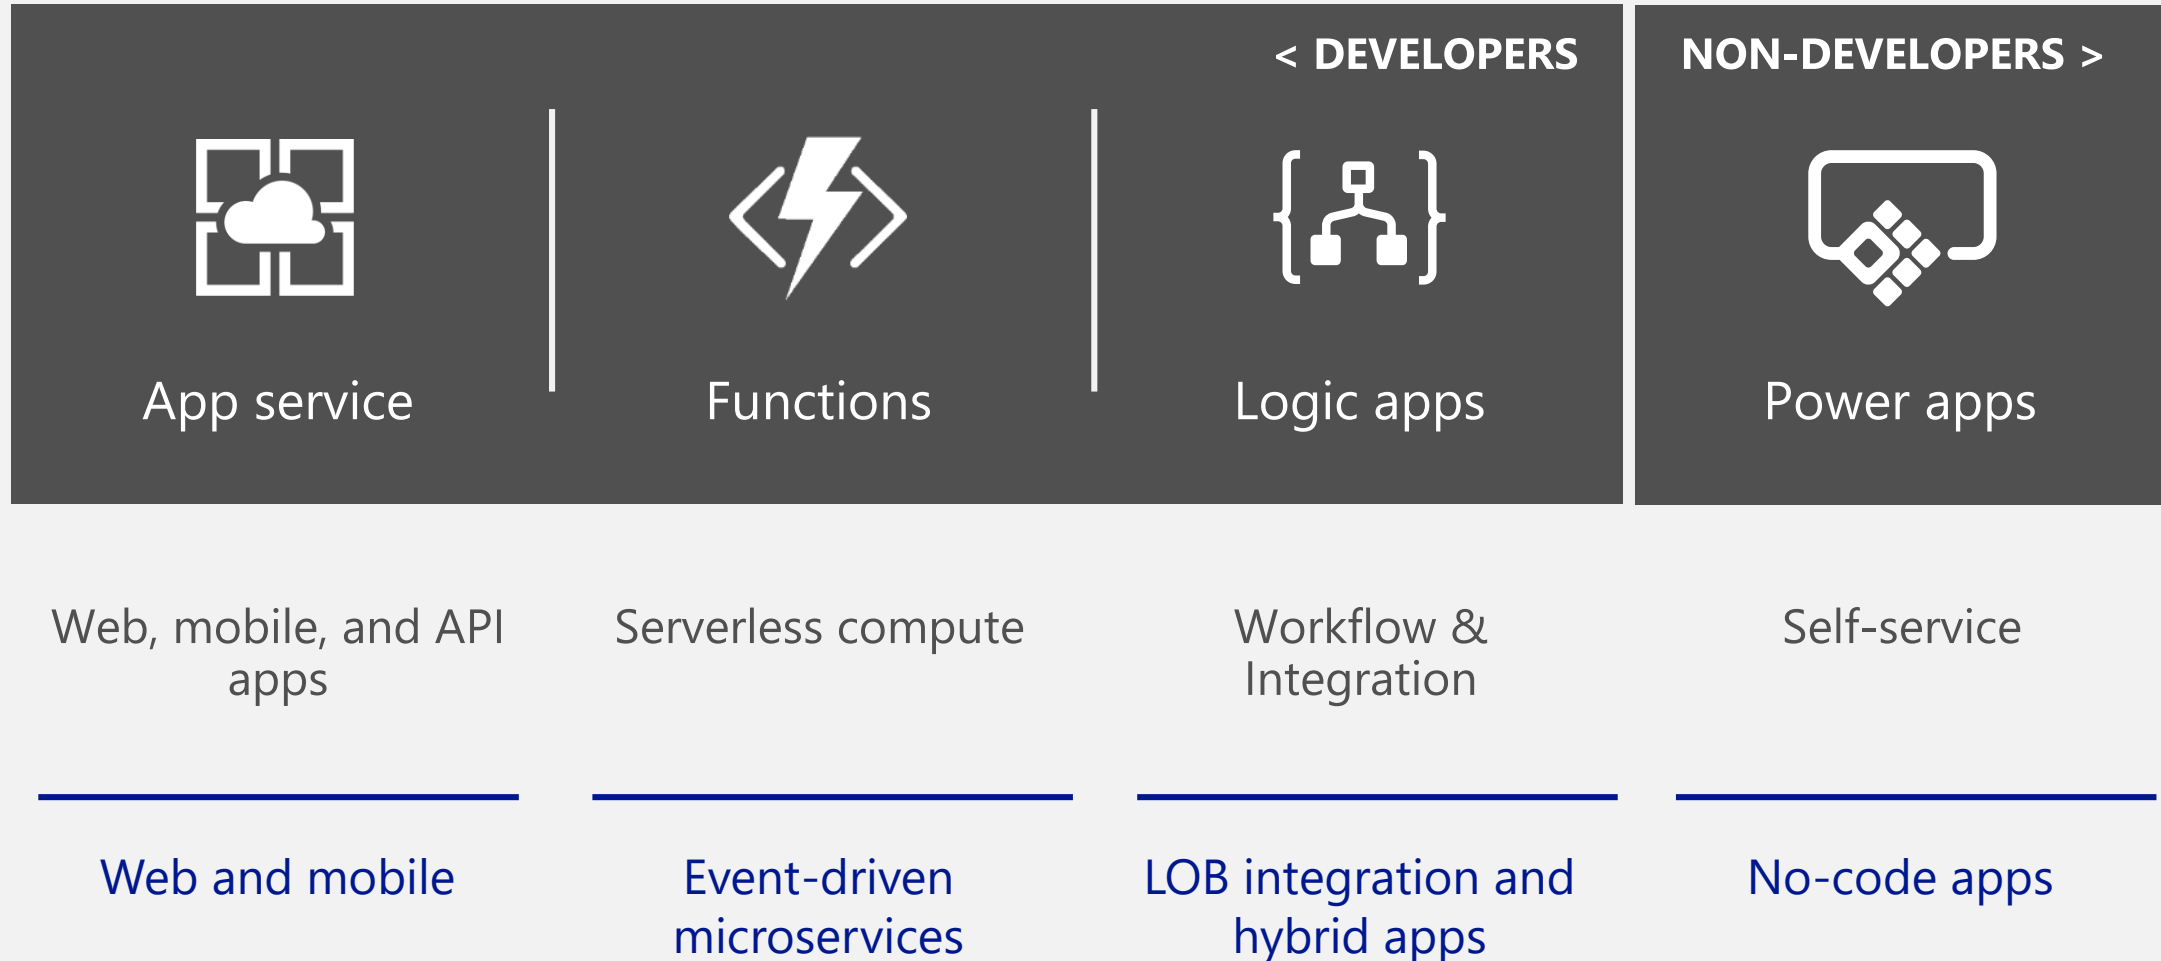 < DEVELOPERS
NON-DEVELOPERS >
App service
Functions
Logic apps
Power apps
Web, mobile, and API
apps
Serverless compute
Workflow &
Integration
Self-service
Web and mobile
Event-driven
microservices
LOB integration and
hybrid apps
No-code apps